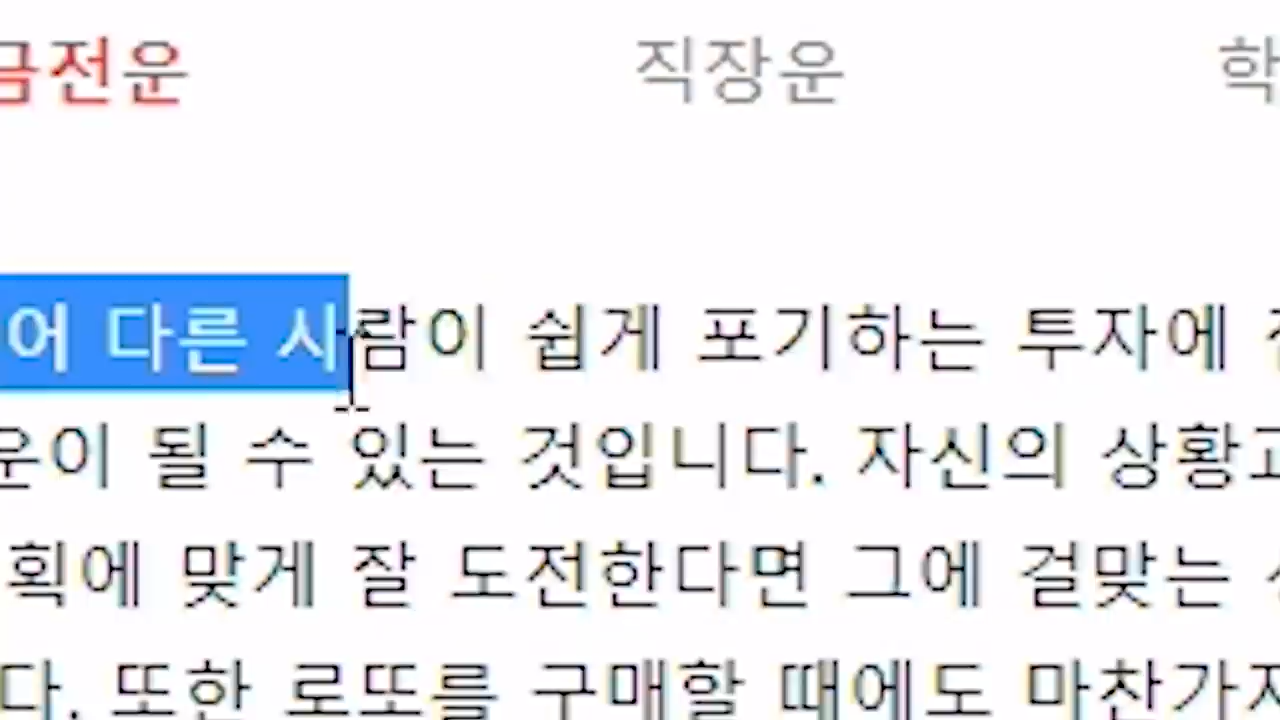 금전운 직장운 학
어 다른 사람이 쉽게 포기하는 투자에
운이 될 수 있는 것입니다. 자신의 상황과
획에 맞게 잘 도전한다면 그에 걸맞는
다. 또한 로또를 구매할 때에도 마찬가지